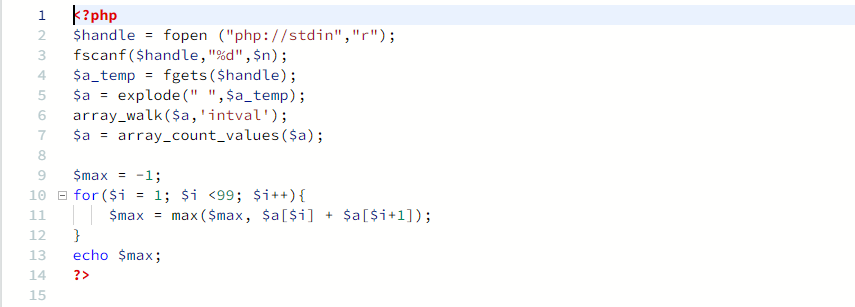 1 <?php
2 $handle = fopen ("php://stdin","r");
3 fscanf($handle,"%d",$n);
4 $a_temp = fgets($handle);
5 $a = explode(" ",$a_temp);
6 array_walk($a,'intval');
7 $a = array_count_values($a);
8
9 $max = -1;
10 for($i = 1; $i <99; $i++){
11 $max = max($max, $a[$i] + $a[$i+1]);
12 }
13 echo $max;
14 ?>
15